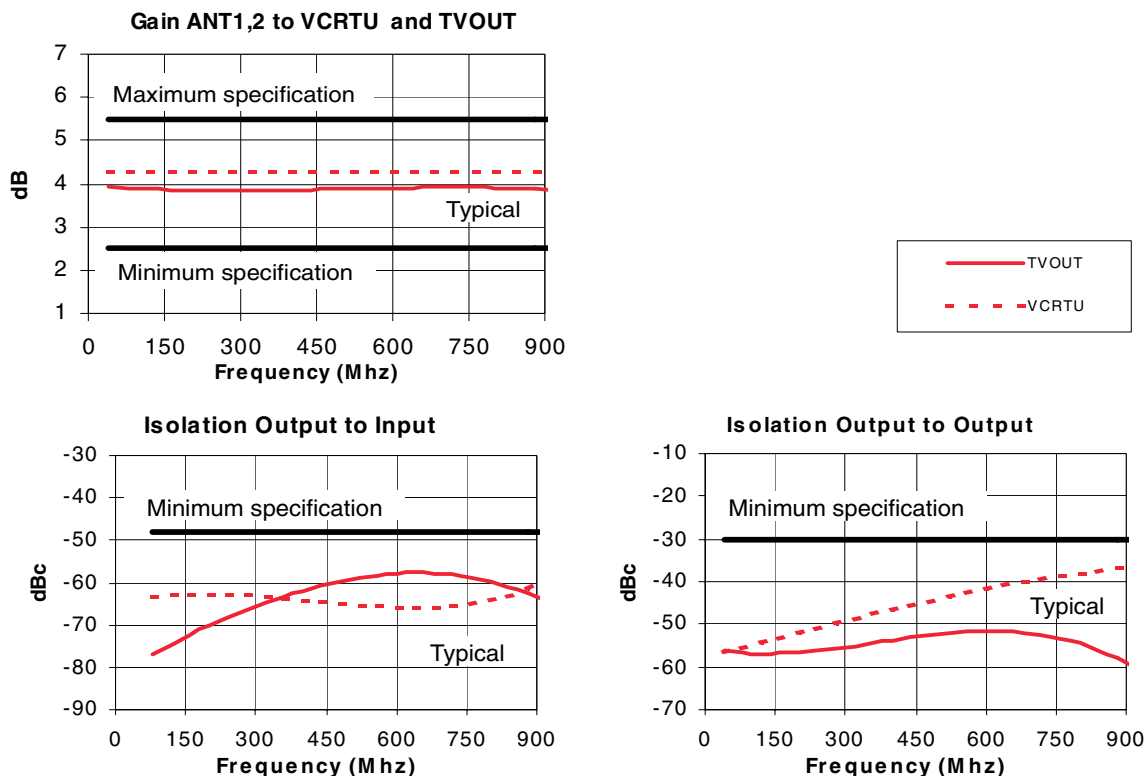 Gain ANT1,2 to VCRTU and TVOUT
7
6
5
4
3
2
1
dB
Maximum specification
Typical
Minimum specification
0 150 300 450 600 750 900
Frequency (Mhz)
TVOUT
VCRTU
Isolation Output to Input
-30
-40
-50
-60
-70
-80
-90
dBc
Minimum specification
Typical
0 150 300 450 600 750 900
Frequency (Mhz)
Isolation Output to Output
-10
-20
-30
-40
-50
-60
-70
dBc
Minimum specification
Typical
0 150 300 450 600 750 900
Frequency (Mhz)